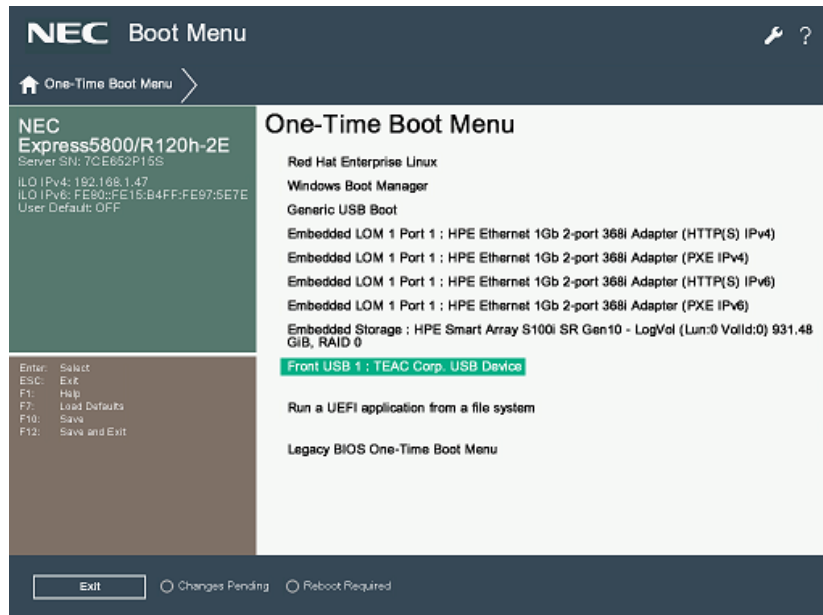 NEC Boot Menu
?
One-Time Boot Menu
NEC
Express5800/R120h-2E
Server SN: 7CE652P15S
iLO IPv4: 192.168.1.47
iLO IPv6: FE80::FE15:B4FF:FE97:5E7E
User Default: OFF
Enter: Select
ESC: Exit
F1: Help
F7: Load Defaults
F10: Save
F12: Save and Exit
One-Time Boot Menu
Red Hat Enterprise Linux
Windows Boot Manager
Generic USB Boot
Embedded LOM 1 Port 1 : HPE Ethernet 1Gb 2-port 368i Adapter (HTTP(S) IPv4)
Embedded LOM 1 Port 1 : HPE Ethernet 1Gb 2-port 368i Adapter (PXE IPv4)
Embedded LOM 1 Port 1 : HPE Ethernet 1Gb 2-port 368i Adapter (HTTP(S) IPv6)
Embedded LOM 1 Port 1 : HPE Ethernet 1Gb 2-port 368i Adapter (PXE IPv6)
Embedded Storage : HPE Smart Array S100i SR Gen10 - LogVol (Lun:0 VolId:0) 931.48
GiB, RAID 0
Front USB 1 : TEAC Corp. USB Device
Run a UEFI application from a file system
Legacy BIOS One-Time Boot Menu
Exit
Changes Pending
Reboot Required